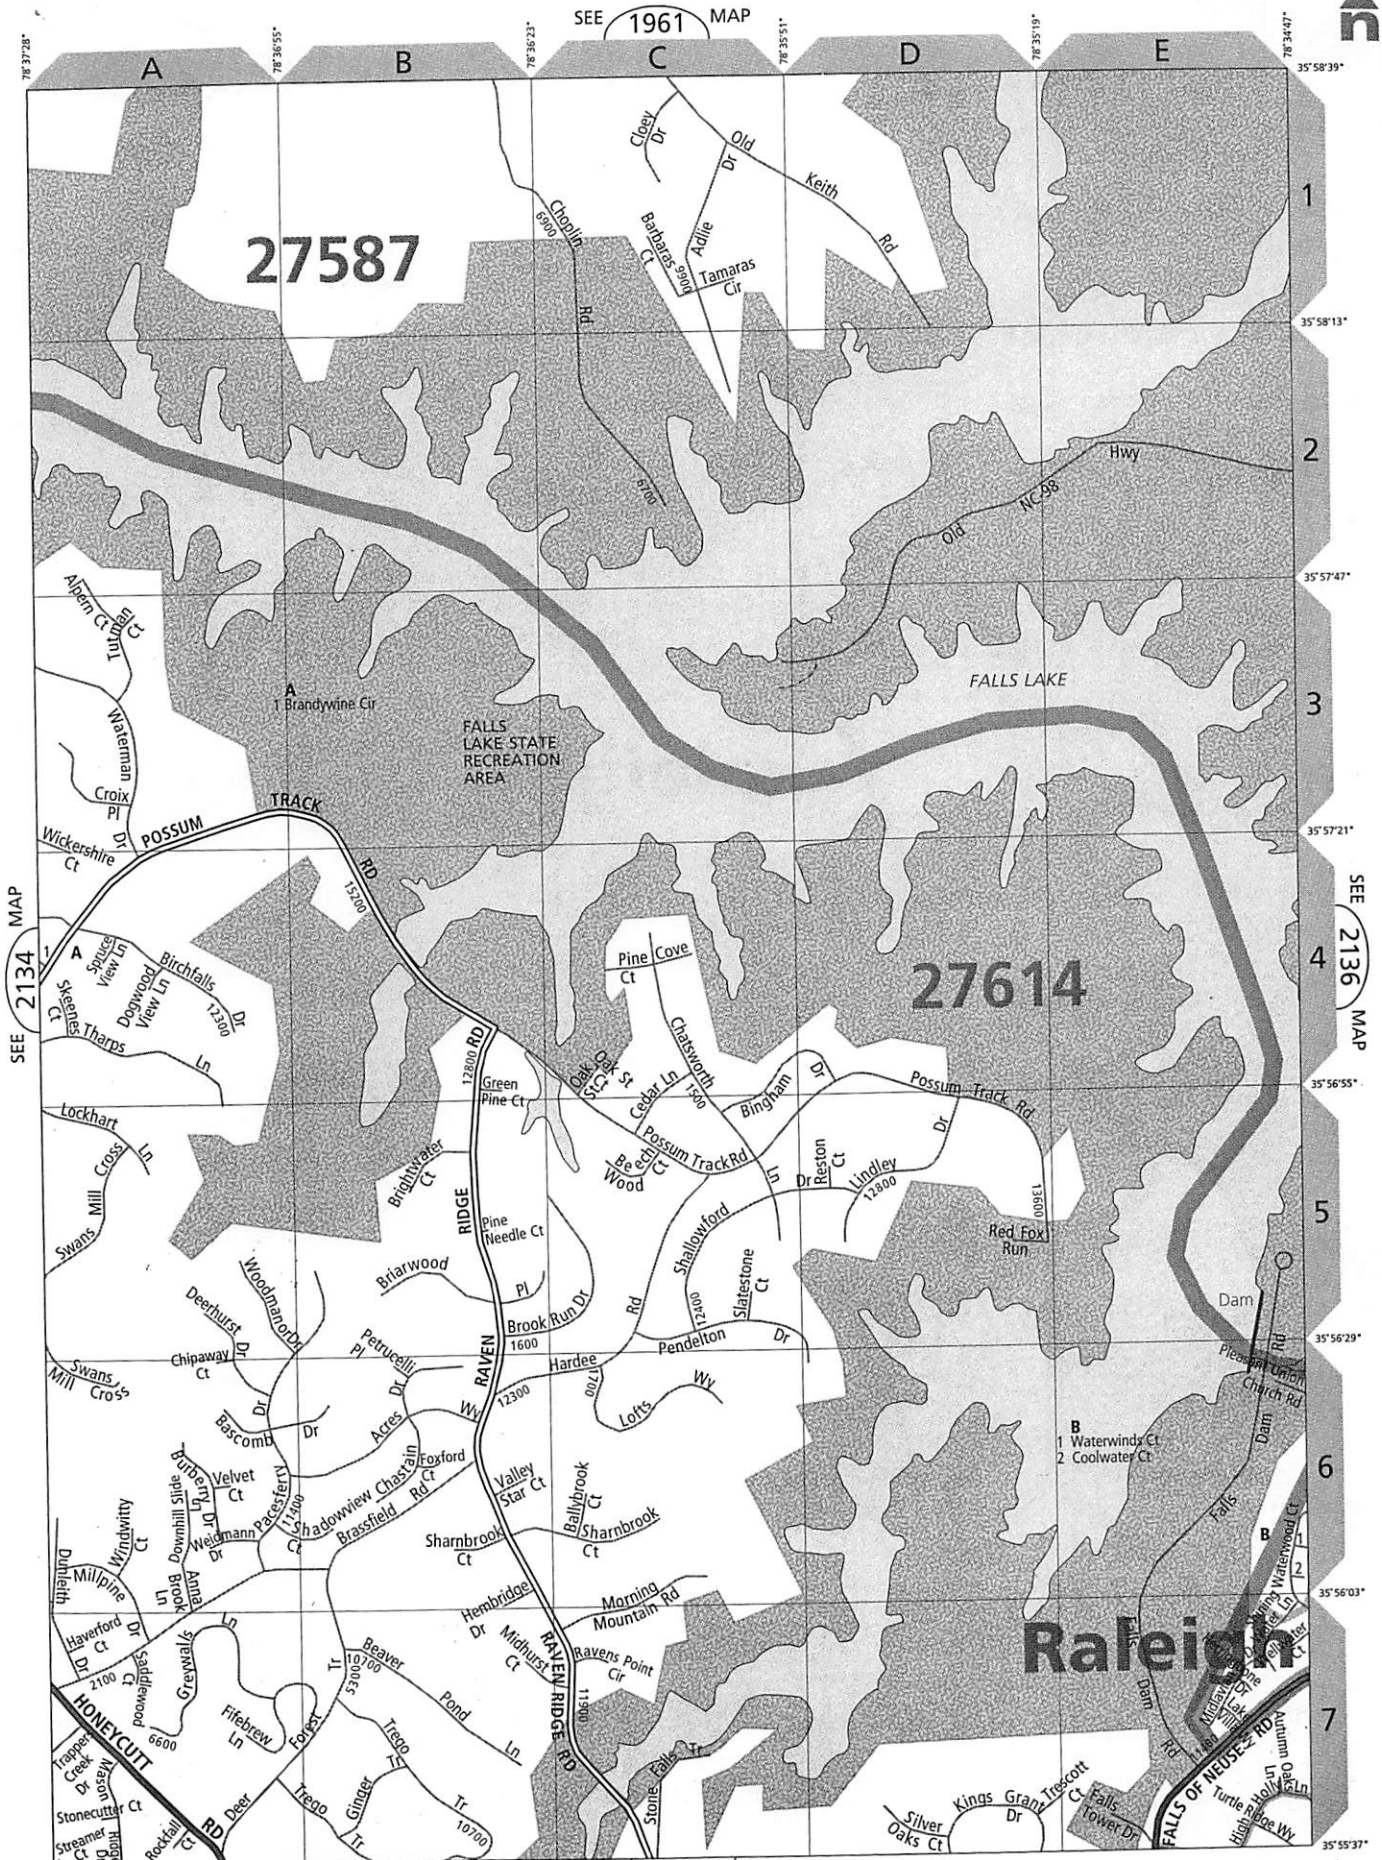 SEE 1961 MAP
n
78°37'28"
78°36'55"
78°36'23"
78°35'51"
78°35'19"
78°34'47"
A
B
C
D
E
35°58'39"
Cloey Dr
Old Keith Rd
Adlie Dr
Barbaras Ct
9900
Tamaras Cir
Choplin Rd
6900
1
27587
35°58'13"
2
Hwy
NC-98
Old
6700
35°57'47"
Alpern Ct
Tutman Ct
A
1 Brandywine Cir
FALLS LAKE
3
FALLS
LAKE STATE
RECREATION
AREA
Waterman Dr
Croix Pl
Wickershire Ct
POSSUM TRACK RD
15200
35°57'21"
SEE 2134 MAP
SEE 2136 MAP
1
A
Spruce View Ln
Dogwood View Ln
Birchfalls Dr
12300
Skeenes Ct
Tharps Ln
Pine Cove Ct
27614
4
Chatsworth Ln
1500
RD
12800
Green Pine Ct
Oak St Ct
Oak St
Cedar Ln
Bingham Dr
Possum Track Rd
35°56'55"
Lockhart Ln
Swans Mill Cross
Brightwater Ct
Beech Wood Ct
Possum Track Rd
Reston Ct
Lindley Dr
12800
13600
Red Fox Run
5
RIDGE
Pine Needle Ct
Shallowford Dr
12400
Slatestone Ct
Briarwood Pl
Brook Run Dr
1600
Pendelton Dr
Dam
35°56'29"
Woodmanor Dr
Deerhurst Dr
Chipaway Ct
Petrucelli Pl
RAVEN
Hardee Rd
1700
12300
Pleasant Union Church Rd
Swans Mill Cross
Lofts Wy
Bascomb Dr
Acres Wy
Dr
B
1 Waterwinds Ct
2 Coolwater Ct
6
Falls Dam Rd
Burberry Dr
Velvet Ct
Downhill Slide Ln
Pacesferry Dr
11400
Foxford Ct
Chastain
Shadowview Ct
Brassfield Rd
Valley Star Ct
Ballybrook Ct
Sharnbrook Ct
Sharnbrook Ct
Weidmann Dr
Windwitty Ct
Dunleith Dr
Millpine Dr
Anna Brook Ln
B
1
2
Waterwood Ct
35°56'03"
Hembridge Dr
Morning Mountain Rd
Raleigh
Haverford Ct
2100
Saddlewood Ct
Greywalls Ln
6600
Fifebrew Ln
Beaver Pond Ln
10700
5300
Midhurst Ct
Ravens Point Cir
RAVEN RIDGE RD
11900
Falls Dam Rd
7
HONEYCUTT RD
Deer Forest Tr
Trego Tr
10700
Ginger Tr
Trego Tr
Stone Falls Tr
11480
FALLS OF NEUSE RD
Trappers Creek Dr
Mason Ridge Dr
Stonecutter Ct
Streamer Ct
Rockfall Ct
Silver Oaks Ct
Kings Grant Dr
Trescott Ct
Falls Tower Dr
Autumn Oaks Ln
High Holly Ln
Turtle Ridge Wy
35°55'37"